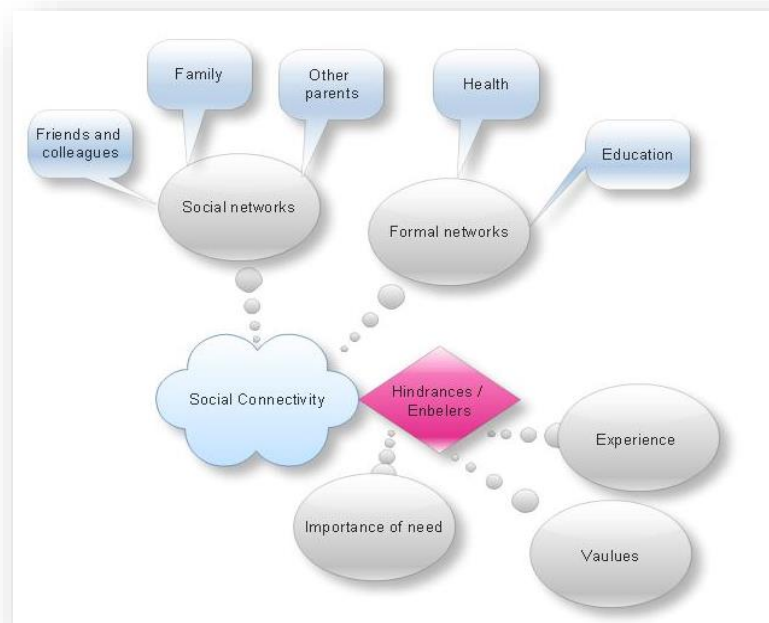 Family
Other
parents
Health
Friends and
colleagues
Education
Social networks
Formal networks
Social Connectivity
Hindrances /
Enbelers
Experience
Importance of need
Vaulues